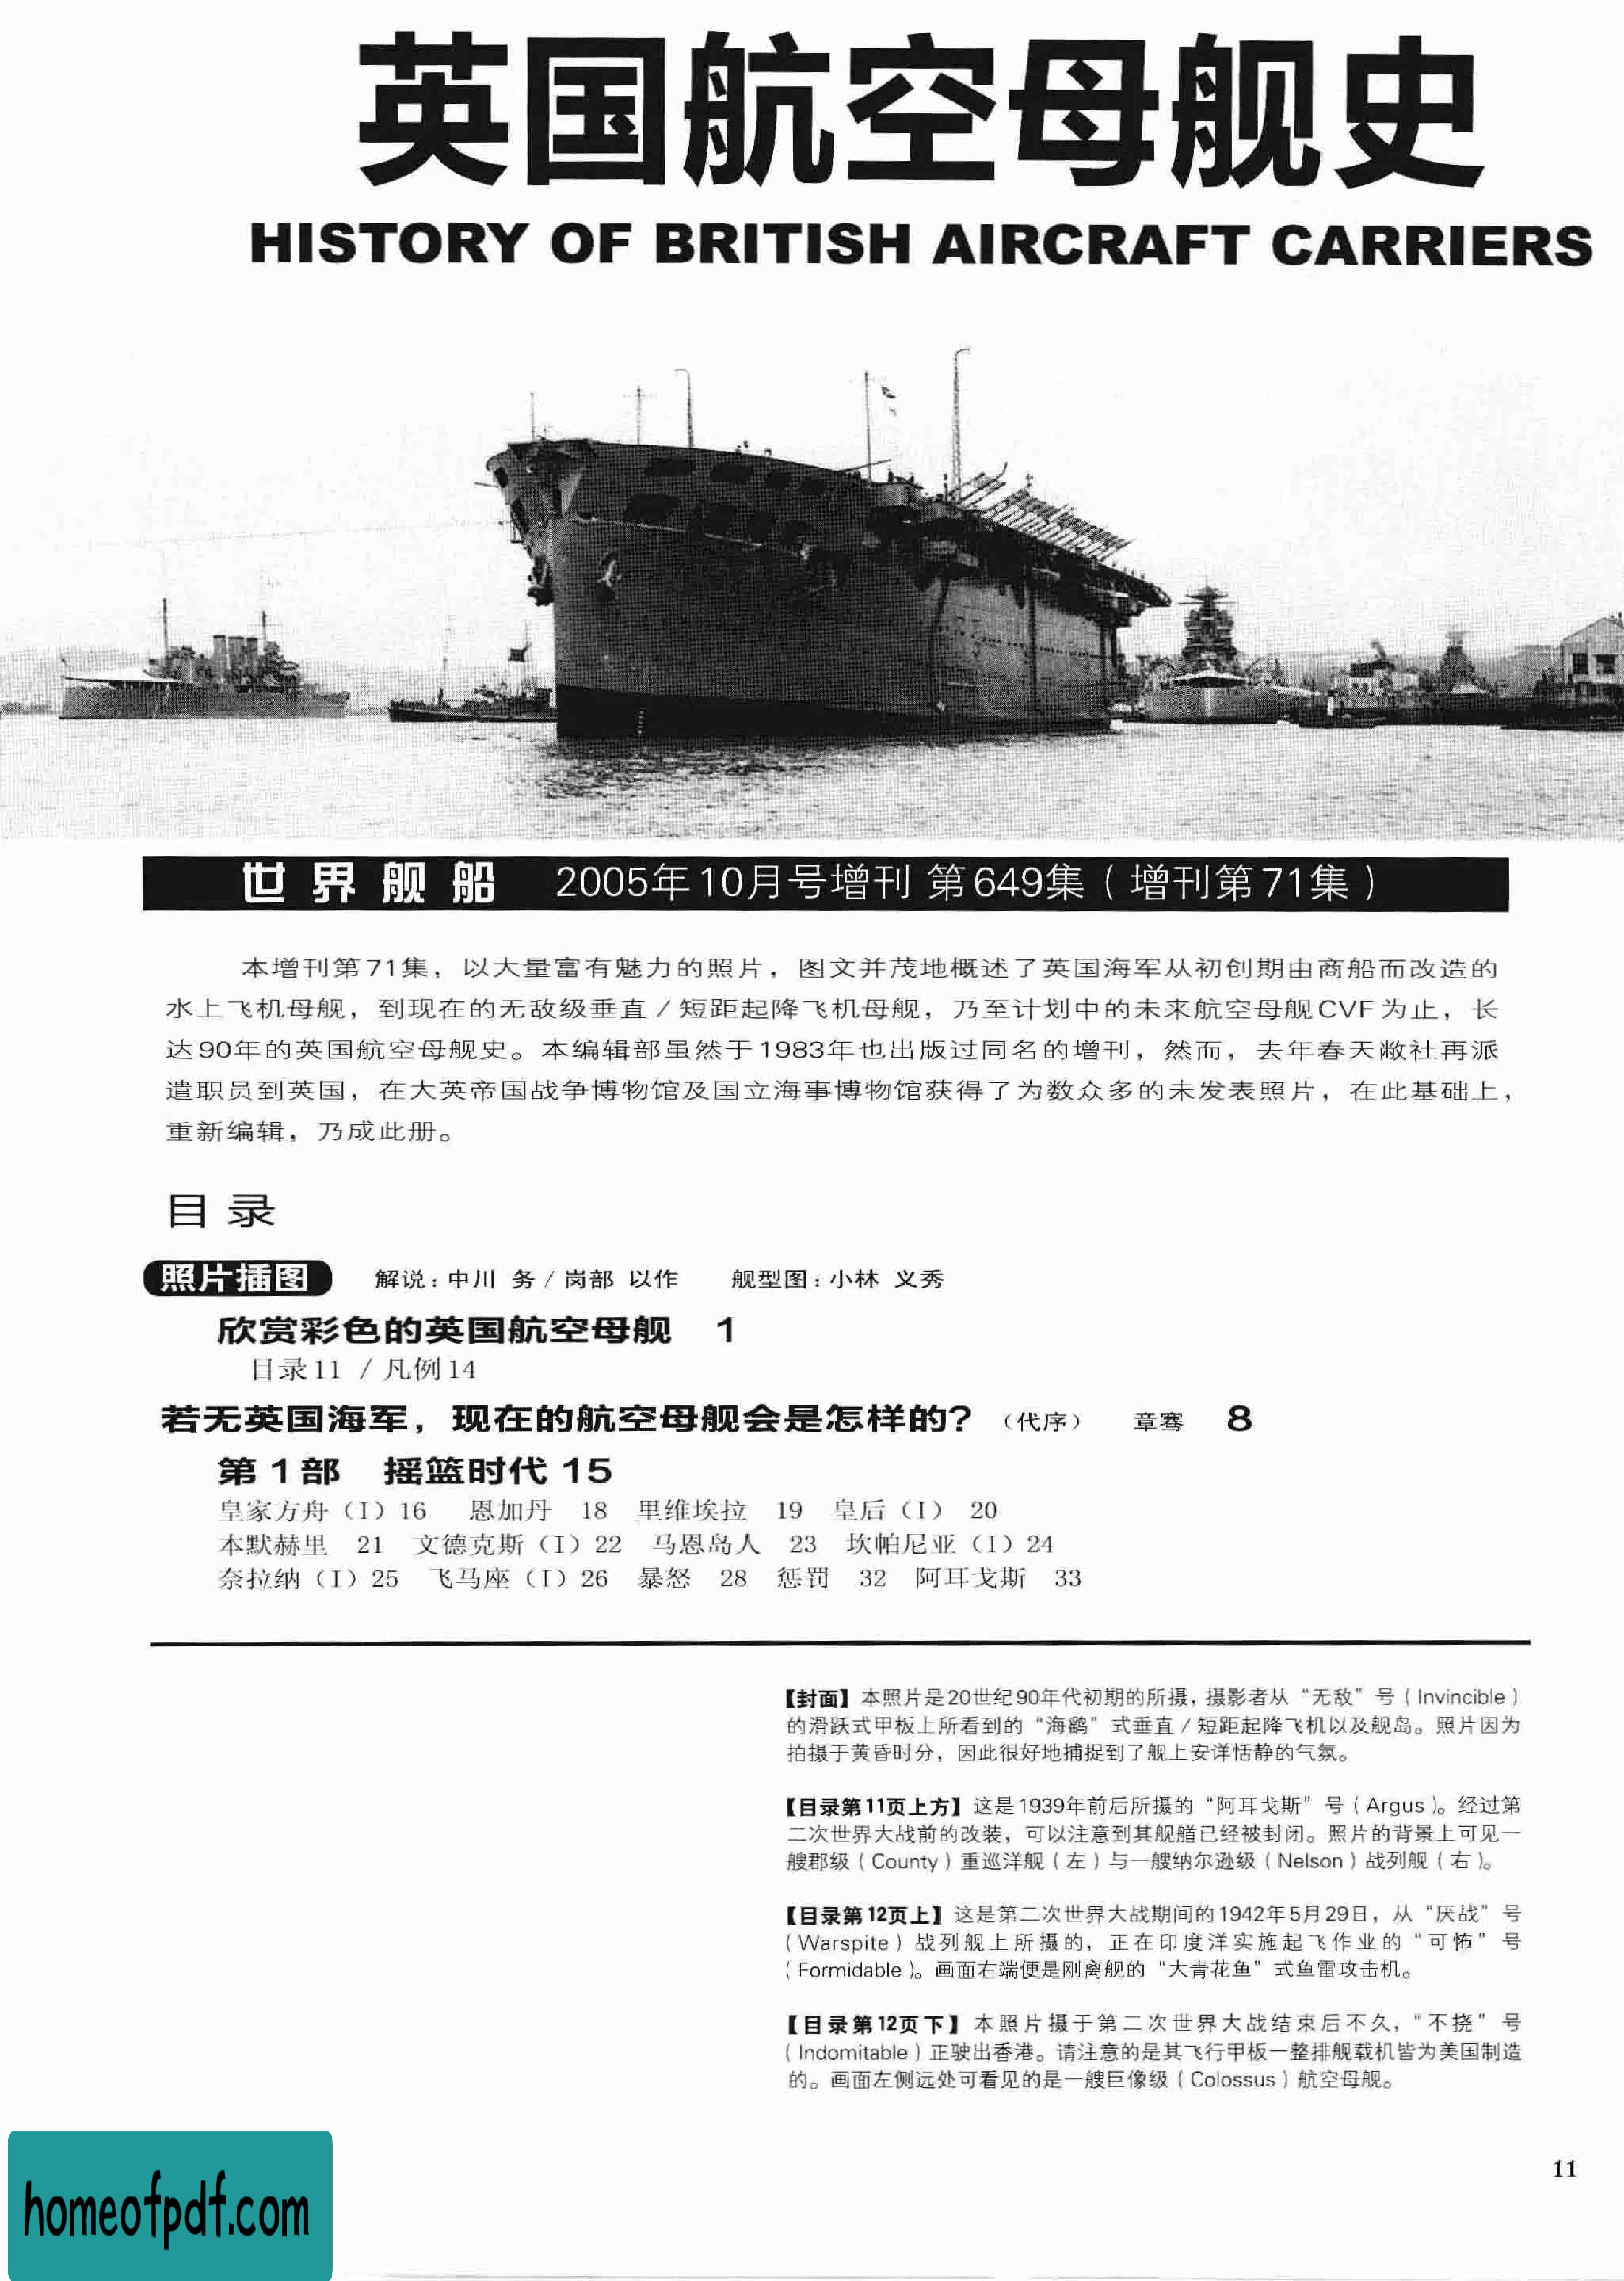 英国航空母舰史
HISTORY OF BRITISH AIRCRAFT CARRIERS
世界舰船 2005年10月号增刊 第649集（增刊第71集）
本增刊第71集，以大量富有魅力的照片，图文并茂地概述了英国海军从初创期由商船而改造的
水上飞机母舰，到现在的无敌级垂直/短距起降飞机母舰，乃至计划中的未来航空母舰CVF为止，长
达90年的英国航空母舰史。本编辑部虽然于1983年也出版过同名的增刊，然而，去年春天敝社再派
遣职员到英国，在大英帝国战争博物馆及国立海事博物馆获得了为数众多的未发表照片，在此基础上，
重新编辑，乃成此册。
目录
照片插图 解说：中川 务/岗部 以作 舰型图：小林 义秀
欣赏彩色的英国航空母舰 1
目录11 / 凡例14
若无英国海军，现在的航空母舰会是怎样的？（代序） 章骞 8
第1部 摇篮时代 15
皇家方舟（I）16 恩加丹 18 里维埃拉 19 皇后（I） 20
本默赫里 21 文德克斯（I）22 马恩岛人 23 坎帕尼亚（I）24
奈拉纳（I）25 飞马座（I）26 暴怒 28 惩罚 32 阿耳戈斯 33
【封面】本照片是20世纪90年代初期的所摄，摄影者从“无敌”号（Invincible）
的滑跃式甲板上所看到的“海鹞”式垂直/短距起降飞机以及舰岛。照片因为
拍摄于黄昏时分，因此很好地捕捉到了舰上安详恬静的气氛。
【目录第11页上方】这是1939年前后所摄的“阿耳戈斯”号（Argus）。经过第
二次世界大战前的改装，可以注意到其舰艏已经被封闭。照片的背景上可见一
艘郡级（County）重巡洋舰（左）与一艘纳尔逊级（Nelson）战列舰（右）。
【目录第12页上】这是第二次世界大战期间的1942年5月29日，从“厌战”号
（Warspite）战列舰上所摄的，正在印度洋实施起飞作业的“可怖”号
（Formidable）。画面右端便是刚离舰的“大青花鱼”式鱼雷攻击机。
【目录第12页下】本照片摄于第二次世界大战结束后不久，“不挠”号
（Indomitable）正驶出香港。请注意的是其飞行甲板一整排舰载机皆为美国制造
的。画面左侧远处可看见的是一艘巨像级（Colossus）航空母舰。
11
homeofpdf.com